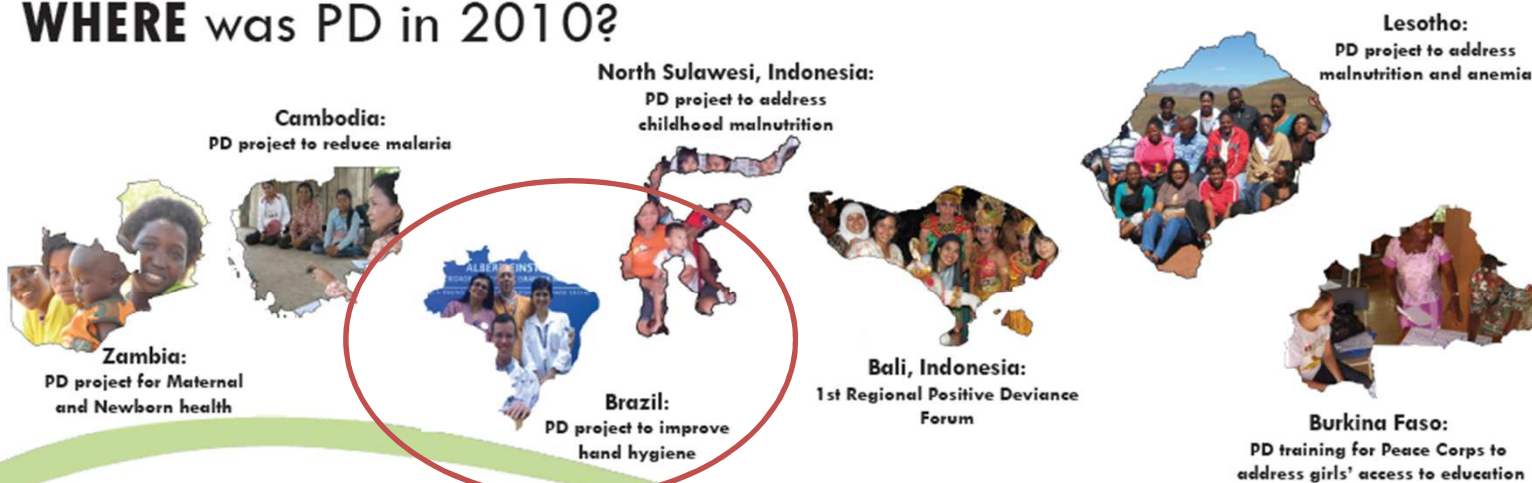 WHERE was PD in 2010?
Cambodia:
PD project to reduce malaria
North Sulawesi, Indonesia:
PD project to address
childhood malnutrition
Lesotho:
PD project to address
malnutrition and anemia
Zambia:
PD project for Maternal
and Newborn health
ALBERT EINST
Brazil:
PD project to improve
hand hygiene
Bali, Indonesia:
1st Regional Positive Deviance
Forum
Burkina Faso:
PD training for Peace Corps to
address girls' access to education